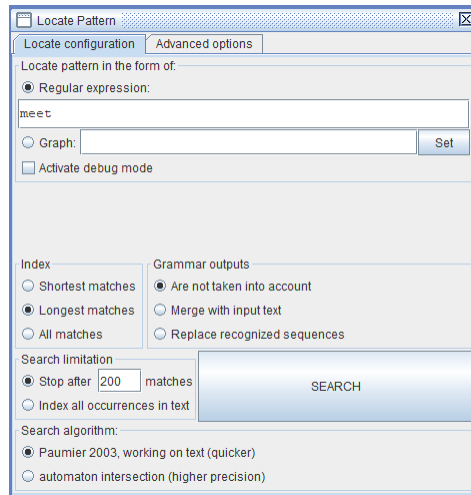 Locate Pattern
Locate configuration Advanced options
Locate pattern in the form of:
Regular expression:
meet
Graph: Set
Activate debug mode
Index Grammar outputs
Shortest matches Are not taken into account
Longest matches Merge with input text
All matches Replace recognized sequences
Search limitation
Stop after 200 matches SEARCH
Index all occurrences in text
Search algorithm:
Paumier 2003, working on text (quicker)
automaton intersection (higher precision)